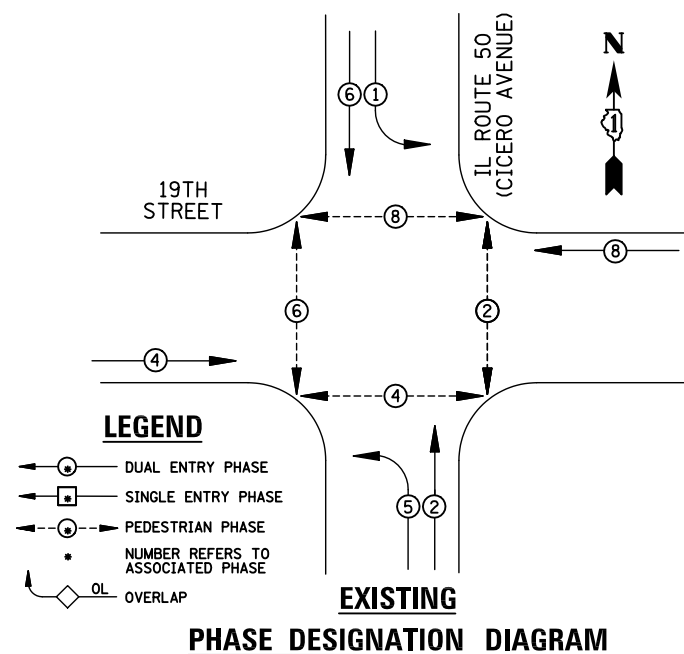 6
1
IL ROUTE 50
(CICERO AVENUE)
N
1
19TH
STREET
8
8
6
2
4
4
LEGEND
* DUAL ENTRY PHASE
* SINGLE ENTRY PHASE
* PEDESTRIAN PHASE
* NUMBER REFERS TO
ASSOCIATED PHASE
OL OVERLAP
5
2
EXISTING
PHASE DESIGNATION DIAGRAM